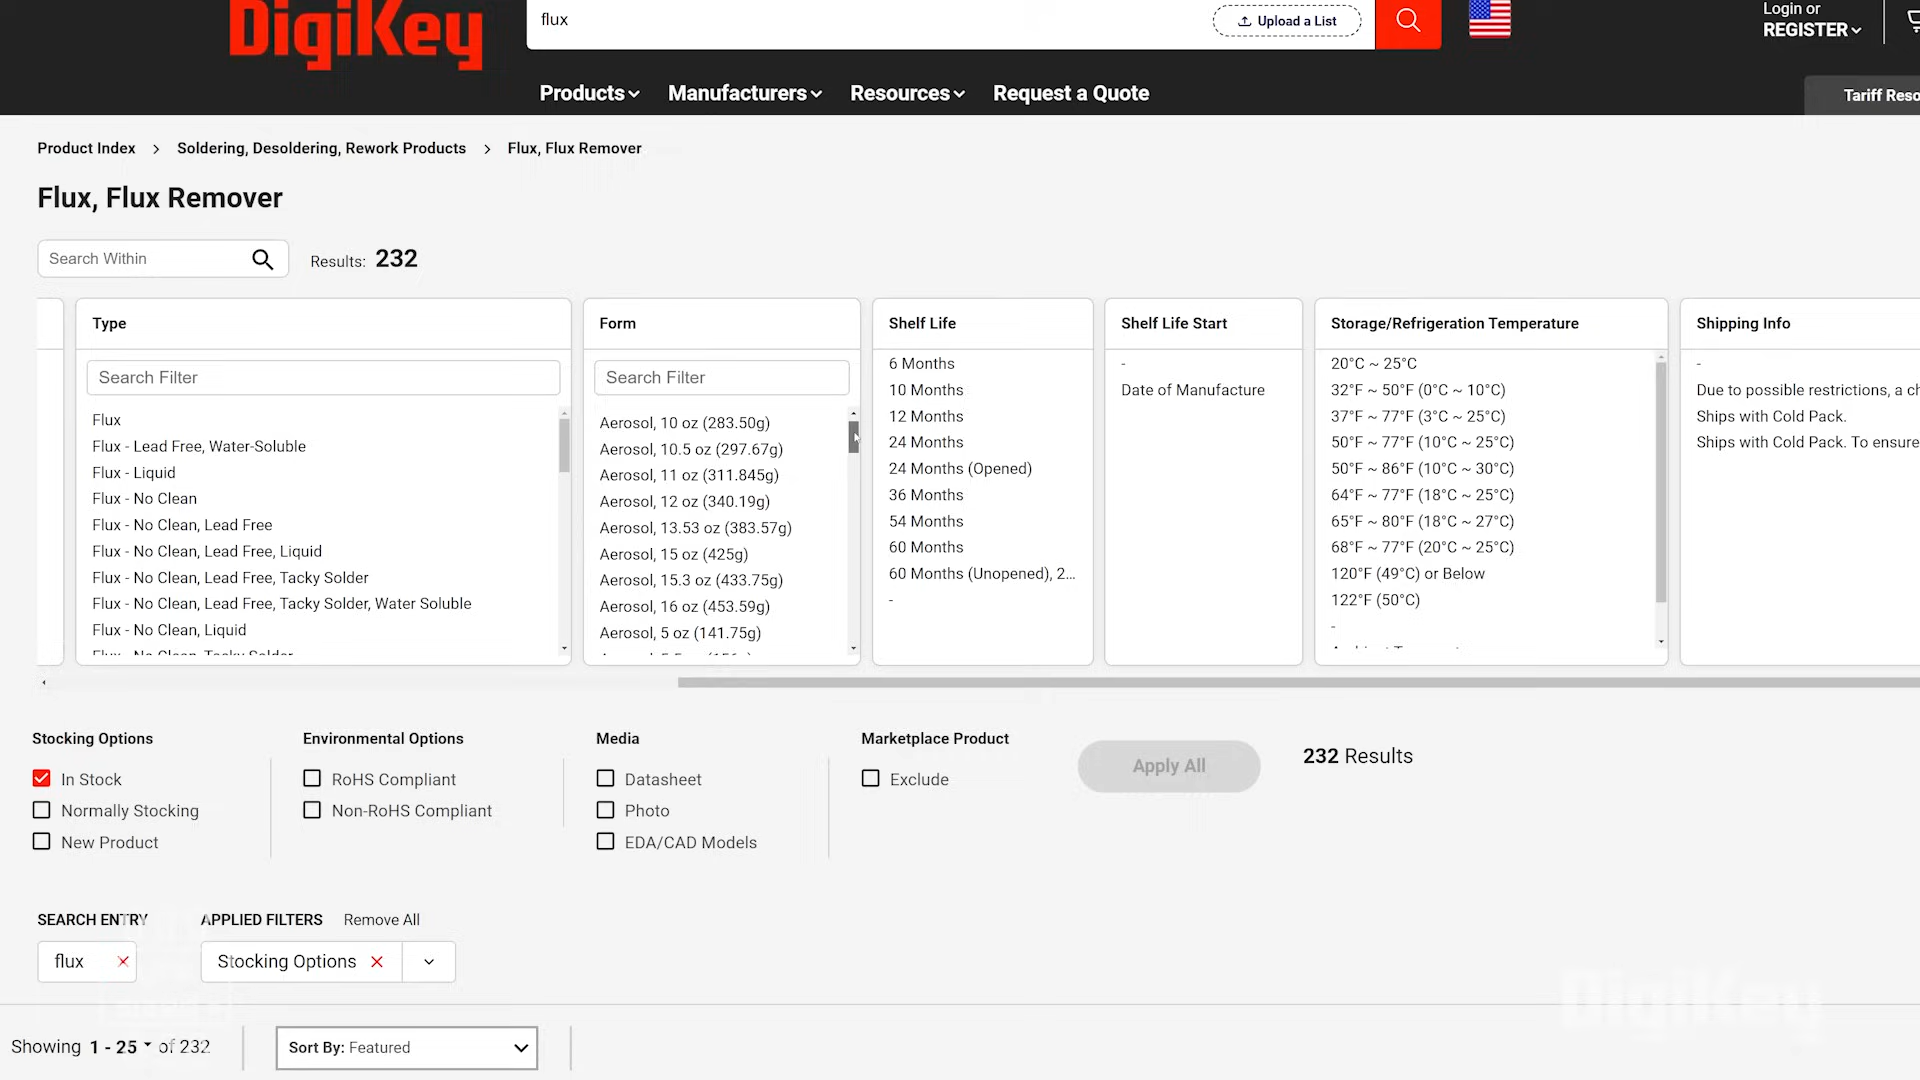 DigiKey
flux
Upload a List
Login or
REGISTER
Products
Manufacturers
Resources
Request a Quote
Product Index > Soldering, Desoldering, Rework Products > Flux, Flux Remover
Flux, Flux Remover
Search Within
Results: 232
Type
Search Filter
Flux
Flux - Lead Free, Water-Soluble
Flux - Liquid
Flux - No Clean
Flux - No Clean, Lead Free
Flux - No Clean, Lead Free, Liquid
Flux - No Clean, Lead Free, Tacky Solder
Flux - No Clean, Lead Free, Tacky Solder, Water Soluble
Flux - No Clean, Liquid
Form
Search Filter
Aerosol, 10 oz (283.50g)
Aerosol, 10.5 oz (297.67g)
Aerosol, 11 oz (311.845g)
Aerosol, 12 oz (340.19g)
Aerosol, 13.53 oz (383.57g)
Aerosol, 15 oz (425g)
Aerosol, 15.3 oz (433.75g)
Aerosol, 16 oz (453.59g)
Aerosol, 5 oz (141.75g)
Shelf Life
6 Months
10 Months
12 Months
24 Months
24 Months (Opened)
36 Months
54 Months
60 Months
60 Months (Unopened), 2...
-
Shelf Life Start
-
Date of Manufacture
Storage/Refrigeration Temperature
20°C ~ 25°C
32°F ~ 50°F (0°C ~ 10°C)
37°F ~ 77°F (3°C ~ 25°C)
50°F ~ 77°F (10°C ~ 25°C)
50°F ~ 86°F (10°C ~ 30°C)
64°F ~ 77°F (18°C ~ 25°C)
65°F ~ 80°F (18°C ~ 27°C)
68°F ~ 77°F (20°C ~ 25°C)
120°F (49°C) or Below
122°F (50°C)
-
Shipping Info
-
Due to possible restrictions, a
Ships with Cold Pack.
Ships with Cold Pack. To ensure
Tariff
Stocking Options
In Stock
Normally Stocking
New Product
Environmental Options
RoHS Compliant
Non-RoHS Compliant
Media
Datasheet
Photo
EDA/CAD Models
Marketplace Product
Exclude
Apply All
232 Results
SEARCH ENTRY
flux
APPLIED FILTERS
Remove All
Stocking Options
DigiKey
Showing 1 - 25 of 232
Sort By: Featured